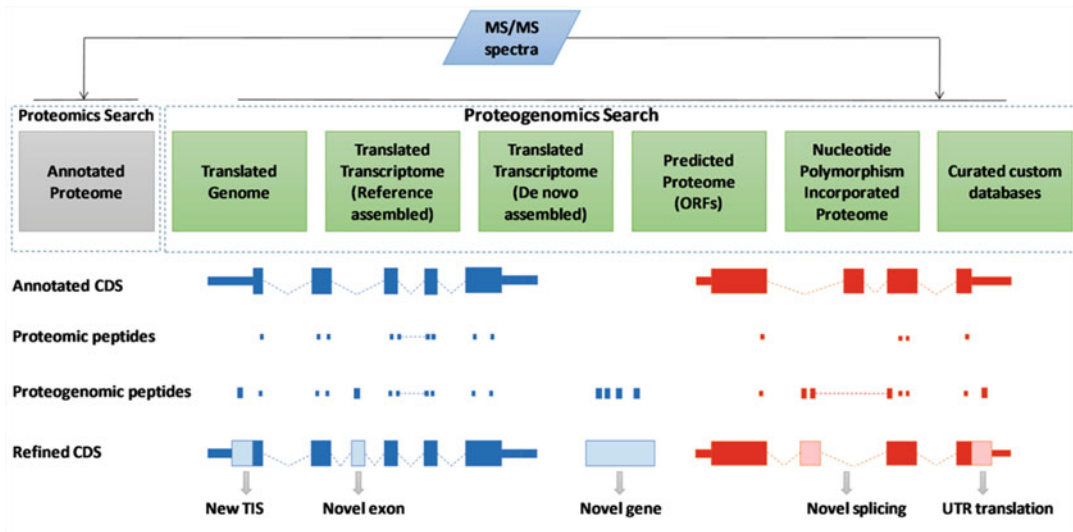 MS/MS
spectra
Proteomics Search
Proteogenomics Search
Annotated
Proteome
Translated
Genome
Translated
Transcriptome
(Reference
assembled)
Translated
Transcriptome
(De novo
assembled)
Predicted
Proteome
(ORFs)
Nucleotide
Polymorphism
Incorporated
Proteome
Curated custom
databases
Annotated CDS
Proteomic peptides
Proteogenomic peptides
Refined CDS
New TIS
Novel exon
Novel gene
Novel splicing
UTR translation